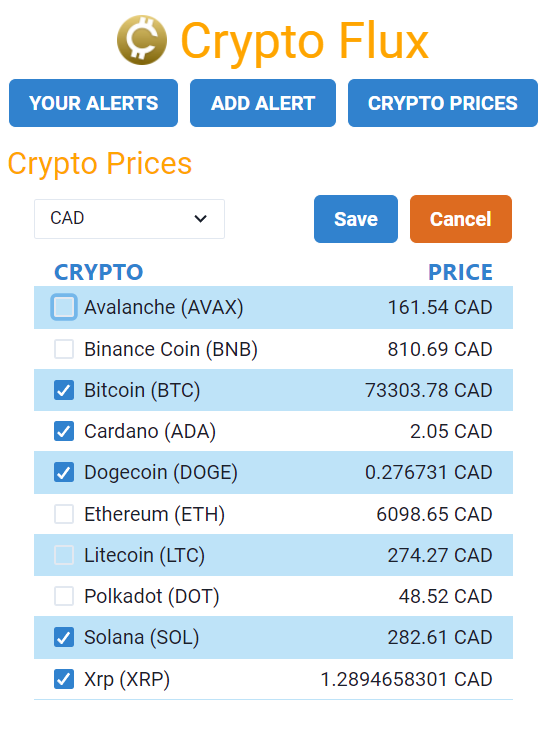 Crypto Flux
YOUR ALERTS ADD ALERT CRYPTO PRICES
Crypto Prices
CAD Save Cancel
CRYPTO PRICE
Avalanche (AVAX) 161.54 CAD
Binance Coin (BNB) 810.69 CAD
Bitcoin (BTC) 73303.78 CAD
Cardano (ADA) 2.05 CAD
Dogecoin (DOGE) 0.276731 CAD
Ethereum (ETH) 6098.65 CAD
Litecoin (LTC) 274.27 CAD
Polkadot (DOT) 48.52 CAD
Solana (SOL) 282.61 CAD
Xrp (XRP) 1.2894658301 CAD